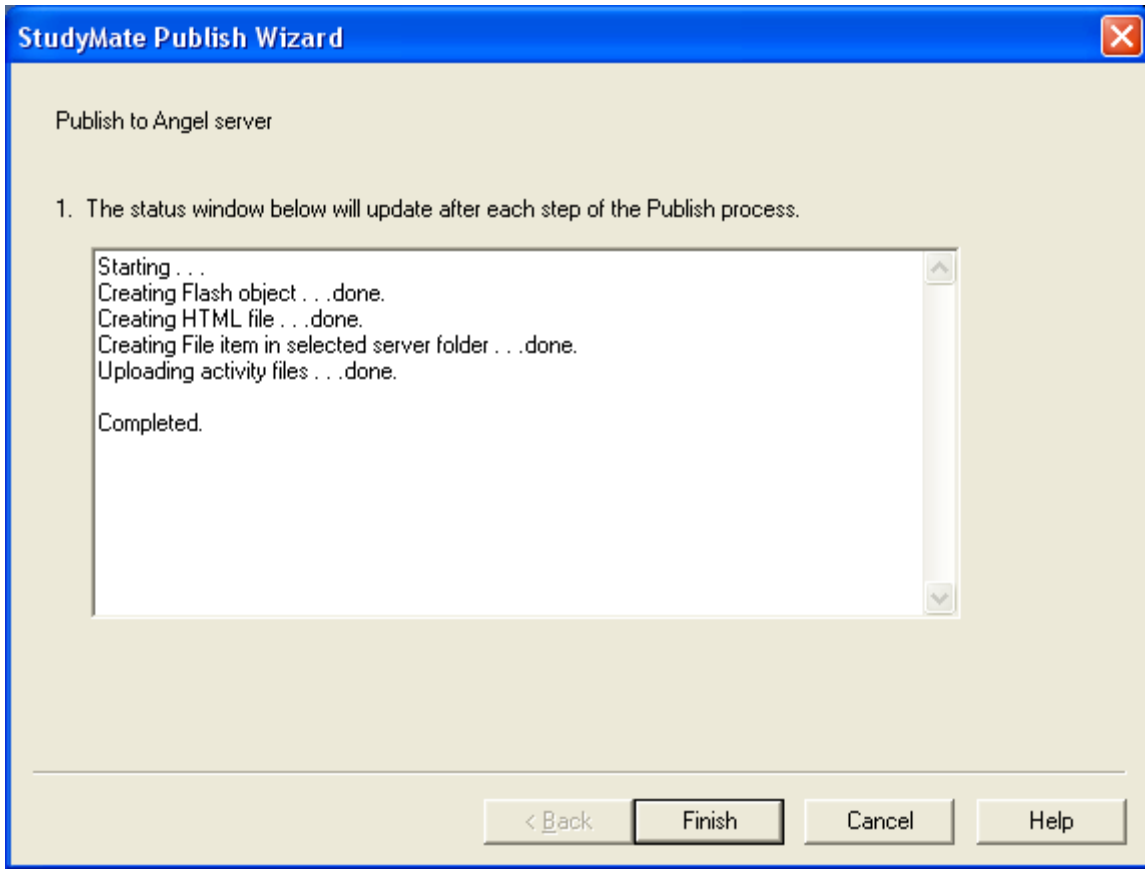 StudyMate Publish Wizard
Publish to Angel server
1. The status window below will update after each step of the Publish process.
Starting . . .
Creating Flash object . . .done.
Creating HTML file . . .done.
Creating File item in selected server folder . . .done.
Uploading activity files . . .done.
Completed.
< Back
Finish
Cancel
Help